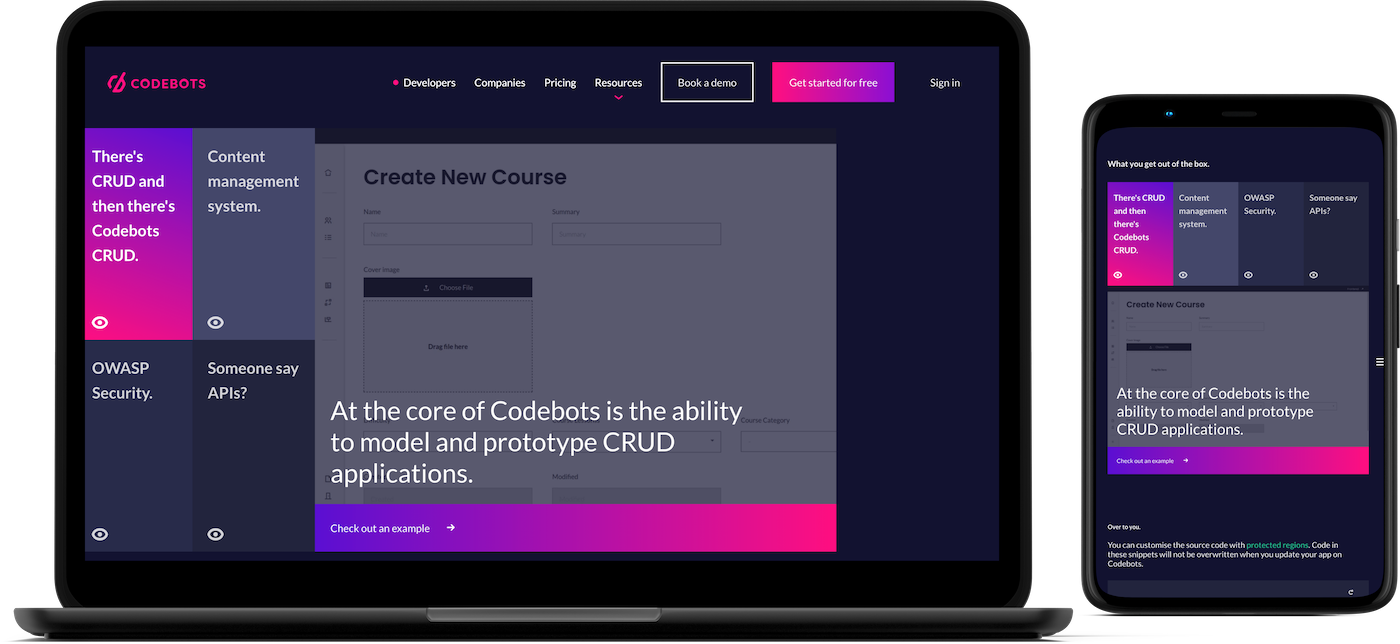 CODEBOTS
Developers
Companies
Pricing
Resources
Book a demo
Get started for free
Sign in
There's
CRUD and
then there's
Codebots
CRUD.
Content
management
system.
OWASP
Security.
Someone say
APIs?
Create New Course
Name
Summary
Name
Summary
Cover Image
Choose File
Drag file here
Course Category
Modified
At the core of Codebots is the ability
to model and prototype CRUD
applications.
Check out an example
What you get out of the box.
There's CRUD
and then
there's
Codebots
CRUD.
Content
management
system.
OWASP
Security.
Someone say
APIs?
Create New Course
At the core of Codebots is the
ability to model and prototype
CRUD applications.
Check out an example
Over to you.
You can customise the source code with protected regions. Code in
these snippets will not be overwritten when you update your app on
Codebots.